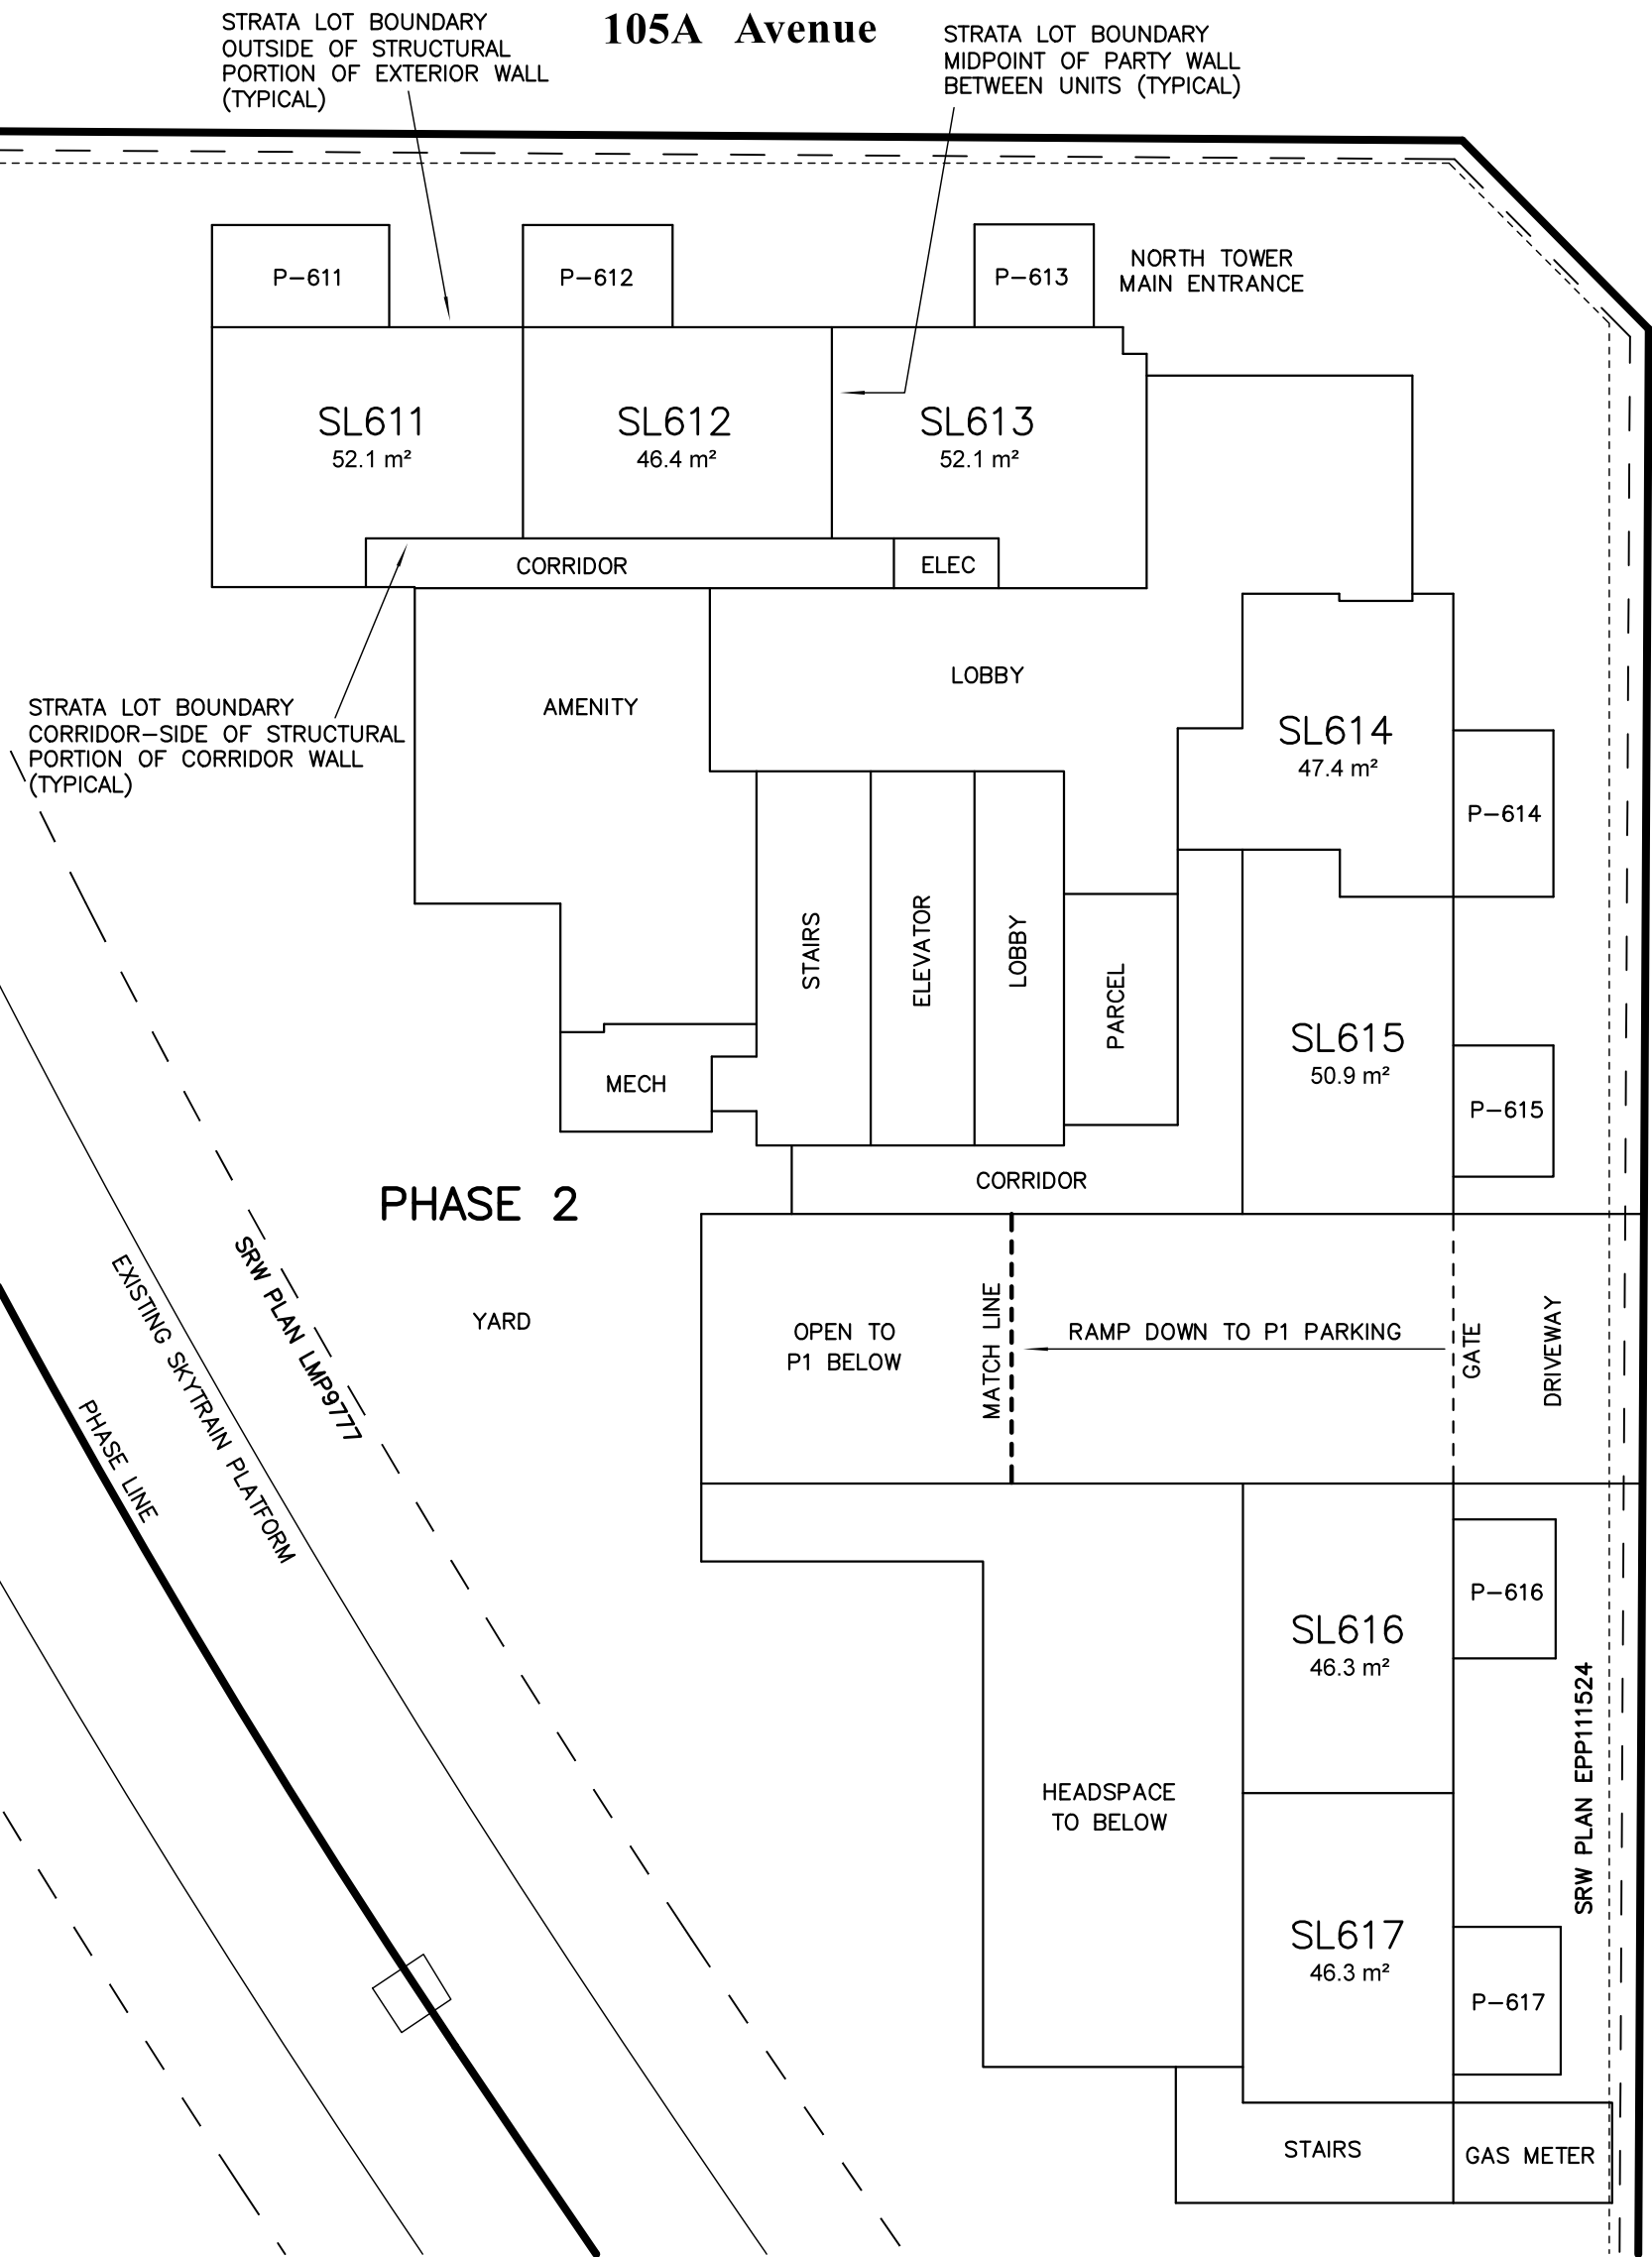 105A Avenue
STRATA LOT BOUNDARY
OUTSIDE OF STRUCTURAL
PORTION OF EXTERIOR WALL
(TYPICAL)
STRATA LOT BOUNDARY
MIDPOINT OF PARTY WALL
BETWEEN UNITS (TYPICAL)
P-611
P-612
P-613
NORTH TOWER
MAIN ENTRANCE
SL611
52.1 m²
SL612
46.4 m²
SL613
52.1 m²
CORRIDOR
ELEC
STRATA LOT BOUNDARY
CORRIDOR-SIDE OF STRUCTURAL
PORTION OF CORRIDOR WALL
(TYPICAL)
AMENITY
LOBBY
SL614
47.4 m²
P-614
STAIRS
ELEVATOR
LOBBY
PARCEL
SL615
50.9 m²
P-615
MECH
CORRIDOR
PHASE 2
YARD
SRW PLAN LMP9777
EXISTING SKYTRAIN PLATFORM
PHASE LINE
OPEN TO
P1 BELOW
MATCH LINE
RAMP DOWN TO P1 PARKING
GATE
DRIVEWAY
SL616
46.3 m²
P-616
SRW PLAN EPP111524
HEADSPACE
TO BELOW
SL617
46.3 m²
P-617
STAIRS
GAS METER